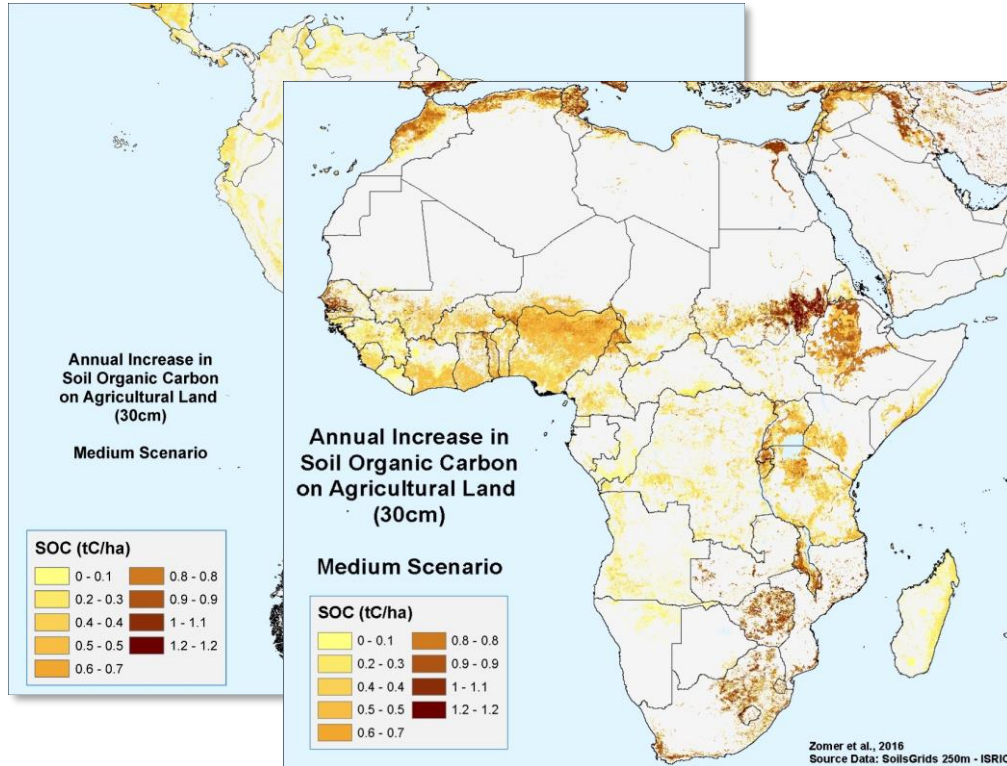 Annual Increase in
Soil Organic Carbon
on Agricultural Land
(30cm)
Medium Scenario
SOC (tC/ha)
0 - 0.1
0.2 - 0.3
0.4 - 0.4
0.5 - 0.5
0.6 - 0.7
0.8 - 0.8
0.9 - 0.9
1 - 1.1
1.2 - 1.2
Annual Increase in
Soil Organic Carbon
on Agricultural Land
(30cm)
Medium Scenario
SOC (tC/ha)
0 - 0.1
0.2 - 0.3
0.4 - 0.4
0.5 - 0.5
0.6 - 0.7
0.8 - 0.8
0.9 - 0.9
1 - 1.1
1.2 - 1.2
Zomer et al., 2016
Source Data: SoilsGrids 250m - ISRIC